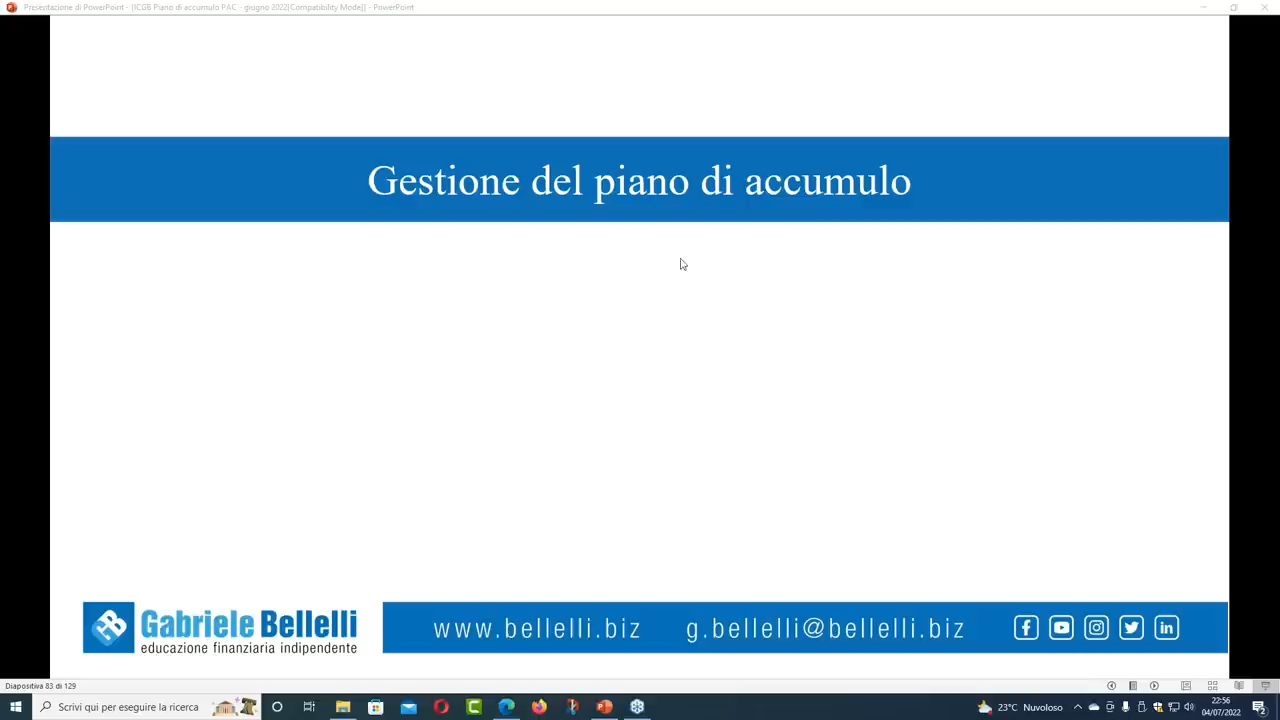 Presentazione di PowerPoint - [ICGB Piano di accumulo PAC - giugno 2022[Compatibility Mode]] - PowerPoint
Gestione del piano di accumulo
Gabriele Bellelli
educazione finanziaria indipendente
www.bellelli.biz
g.bellelli@bellelli.biz
Diapositiva 83 di 129
Scrivi qui per eseguire la ricerca
23°C Nuvoloso
22:56
04/07/2022
2